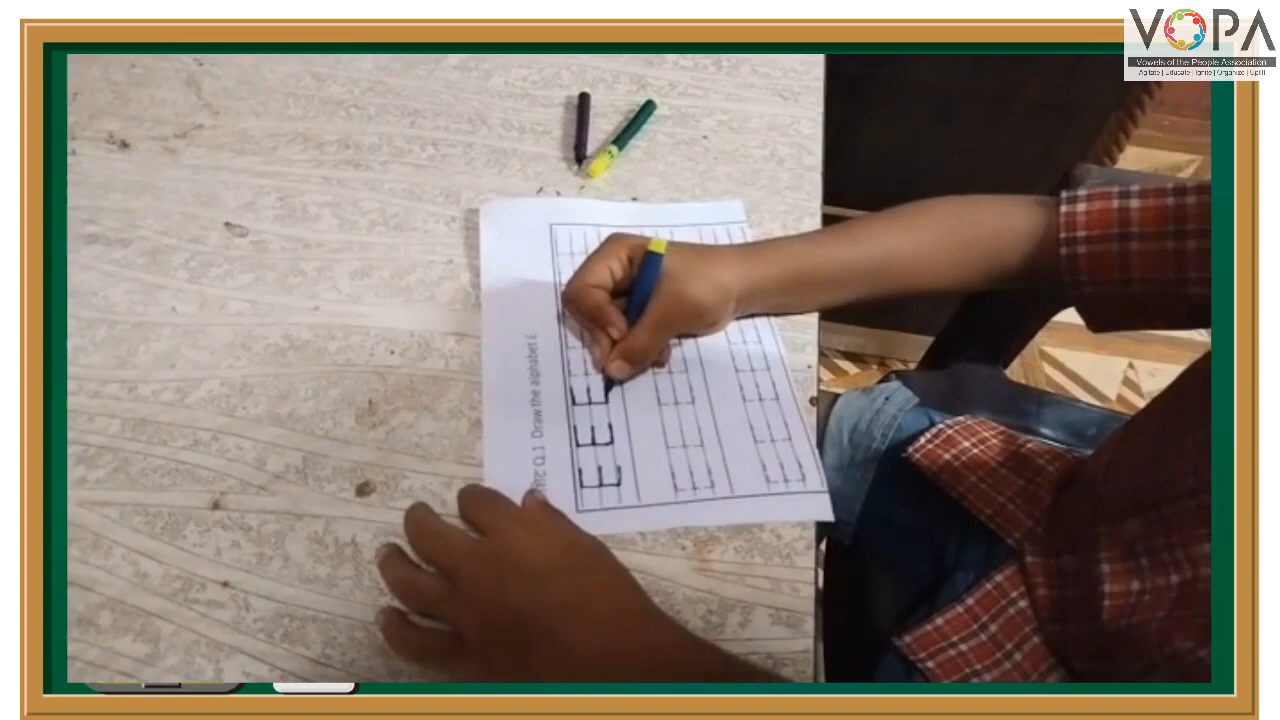 VOPA
Vowels of the People Association
Agitate | Educate | Ignite | Organize | Uplift
Q.1 Draw the alphabet E
E E E